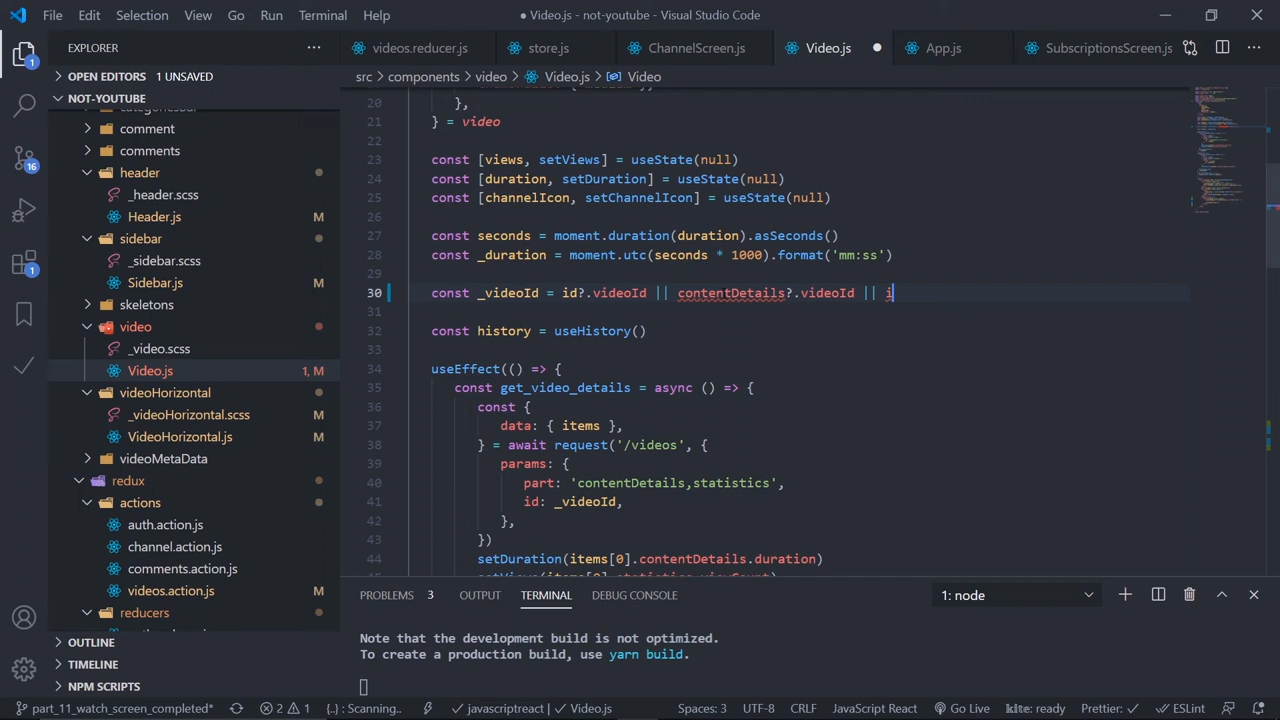 File Edit Selection View Go Run Terminal Help
● Video.js - not-youtube - Visual Studio Code
EXPLORER
OPEN EDITORS 1 UNSAVED
NOT-YOUTUBE
comment
comments
header
_header.scss
Header.js M
sidebar
_sidebar.scss
Sidebar.js M
skeletons
video
_video.scss
Video.js 1, M
videoHorizontal
_videoHorizontal.scss M
VideoHorizontal.js M
videoMetaData
redux
actions
auth.action.js
channel.action.js
comments.action.js
videos.action.js M
reducers
OUTLINE
TIMELINE
NPM SCRIPTS
1
16
1
videos.reducer.js store.js ChannelScreen.js Video.js ● App.js SubscriptionsScreen.js
src > components > video > Video.js > Video
20 },
21 } = video
22
23 const [views, setViews] = useState(null)
24 const [duration, setDuration] = useState(null)
25 const [channelIcon, setChannelIcon] = useState(null)
26
27 const seconds = moment.duration(duration).asSeconds()
28 const _duration = moment.utc(seconds * 1000).format('mm:ss')
29
30 const _videoId = id?.videoId || contentDetails?.videoId || i
31
32 const history = useHistory()
33
34 useEffect(() => {
35 const get_video_details = async () => {
36 const {
37 data: { items },
38 } = await request('/videos', {
39 params: {
40 part: 'contentDetails,statistics',
41 id: _videoId,
42 },
43 })
44 setDuration(items[0].contentDetails.duration)
PROBLEMS 3 OUTPUT TERMINAL DEBUG CONSOLE 1: node
Note that the development build is not optimized.
To create a production build, use yarn build.
part_11_watch_screen_completed* 2 1 {..} : Scanning.. javascript | JavaScript react Spaces: 3 UTF-8 CRLF JavaScript React Go Live kite: ready Prettier: ✓ ESLint